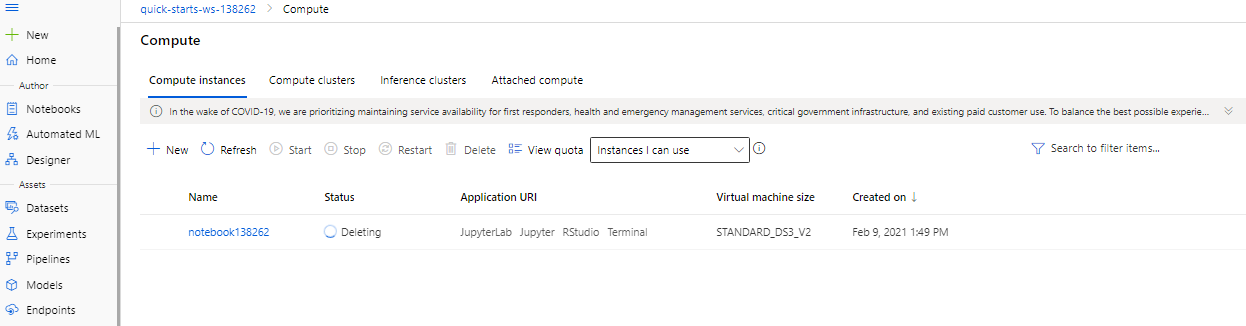 quick-starts-ws-138262 > Compute
New
Home
Author
Notebooks
Automated ML
Designer
Assets
Datasets
Experiments
Pipelines
Models
Endpoints
Compute
Compute instances Compute clusters Inference clusters Attached compute
In the wake of COVID-19, we are prioritizing maintaining service availability for first responders, health and emergency management services, critical government infrastructure, and existing paid customer use. To balance the best possible experie...
New Refresh Start Stop Restart Delete View quota Instances I can use Search to filter items...
Name Status Application URI Virtual machine size Created on ↓
notebook138262 Deleting JupyterLab Jupyter RStudio Terminal STANDARD_DS3_V2 Feb 9, 2021 1:49 PM